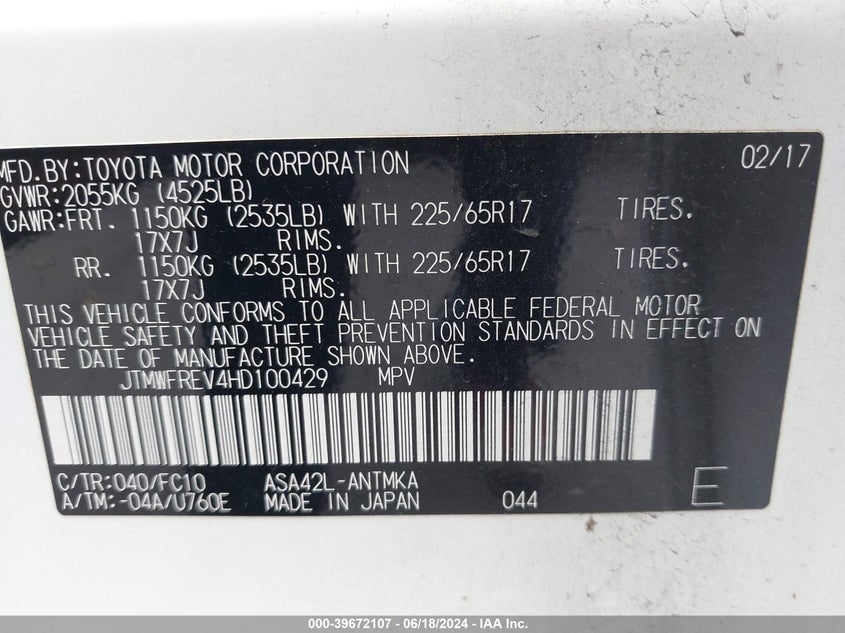 MFD.BY:TOYOTA MOTOR CORPORATION 02/17
GVWR:2055KG (4525LB)
GAWR:FRT. 1150KG (2535LB) WITH 225/65R17 TIRES.
17X7J RIMS.
RR. 1150KG (2535LB) WITH 225/65R17 TIRES.
17X7J RIMS.
THIS VEHICLE CONFORMS TO ALL APPLICABLE FEDERAL MOTOR
VEHICLE SAFETY AND THEFT PREVENTION STANDARDS IN EFFECT ON
THE DATE OF MANUFACTURE SHOWN ABOVE.
JTMWFREV4HD100429 MPV
C/TR:040/FC10 ASA42L-ANTMKA
A/TM:-04A/U760E MADE IN JAPAN 044 E
000-39672107 - 06/18/2024 - IAA Inc.